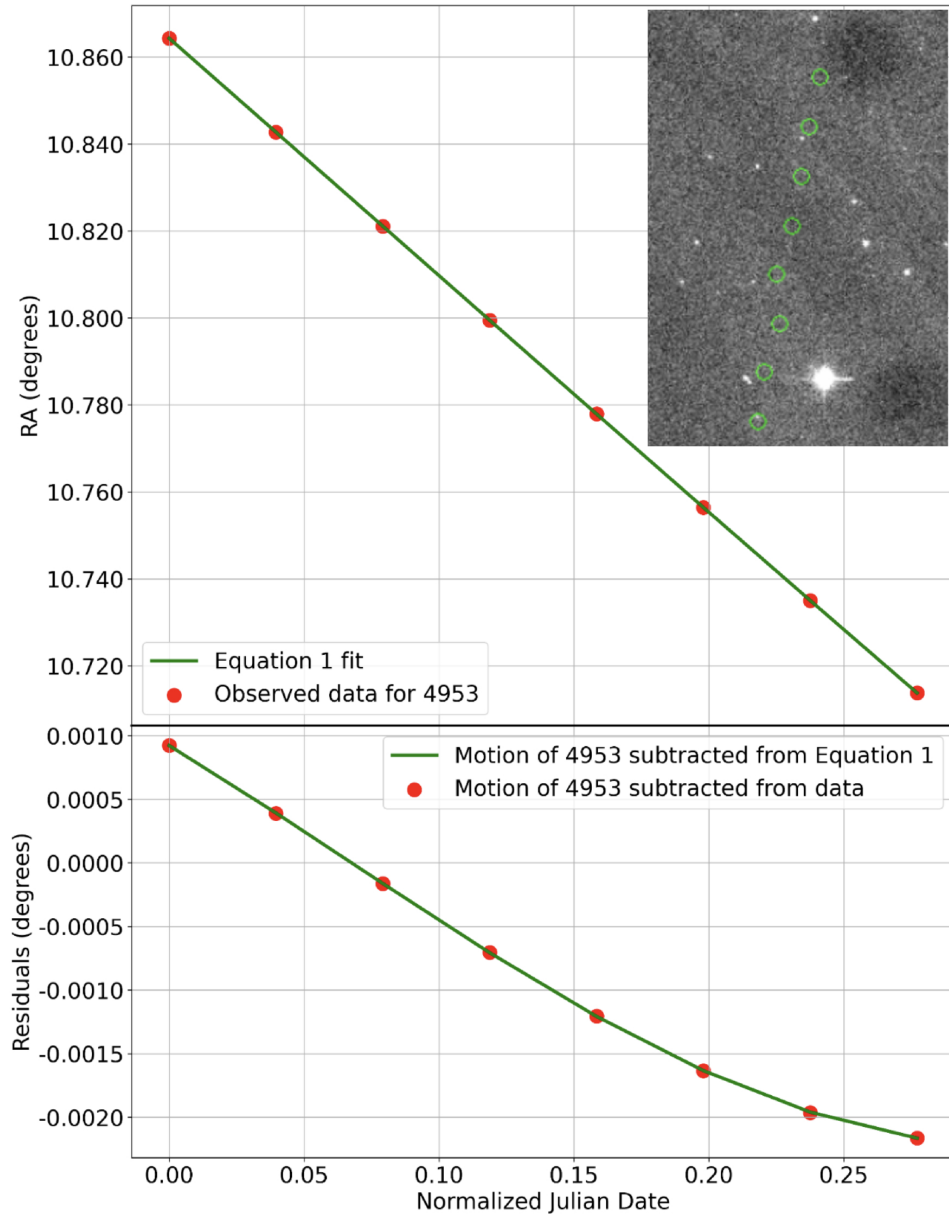 10.860
10.840
10.820
10.800
10.780
10.760
10.740
10.720
RA (degrees)
Equation 1 fit
Observed data for 4953
0.0010
0.0005
0.0000
-0.0005
-0.0010
-0.0015
-0.0020
Residuals (degrees)
Motion of 4953 subtracted from Equation 1
Motion of 4953 subtracted from data
0.00 0.05 0.10 0.15 0.20 0.25
Normalized Julian Date